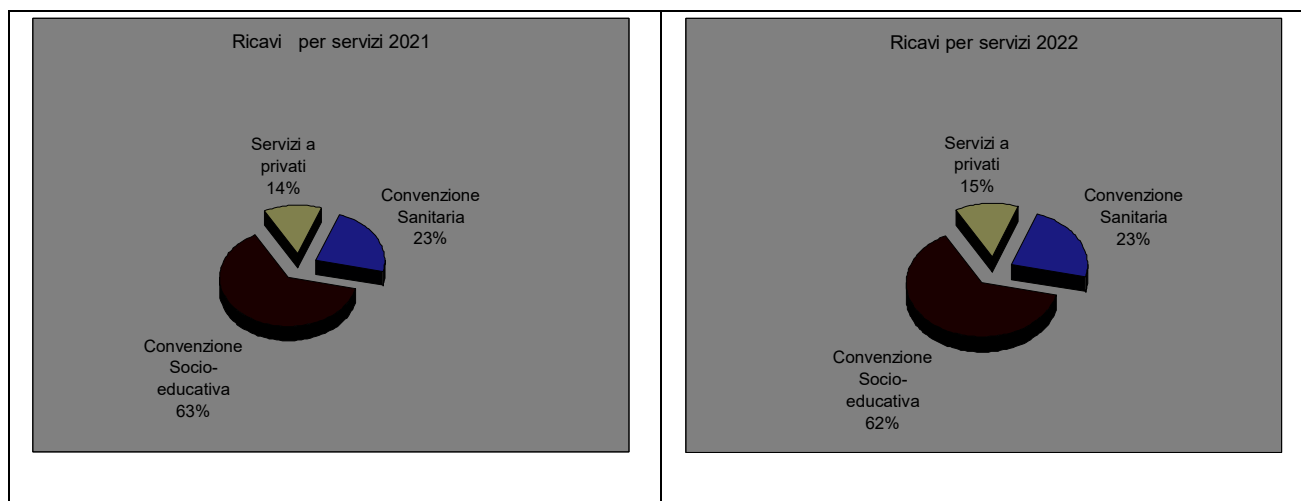 Ricavi per servizi 2021
Servizi a
privati
14%
Convenzione
Sanitaria
23%
Convenzione
Socio-
educativa
63%
Ricavi per servizi 2022
Servizi a
privati
15%
Convenzione
Sanitaria
23%
Convenzione
Socio-
educativa
62%